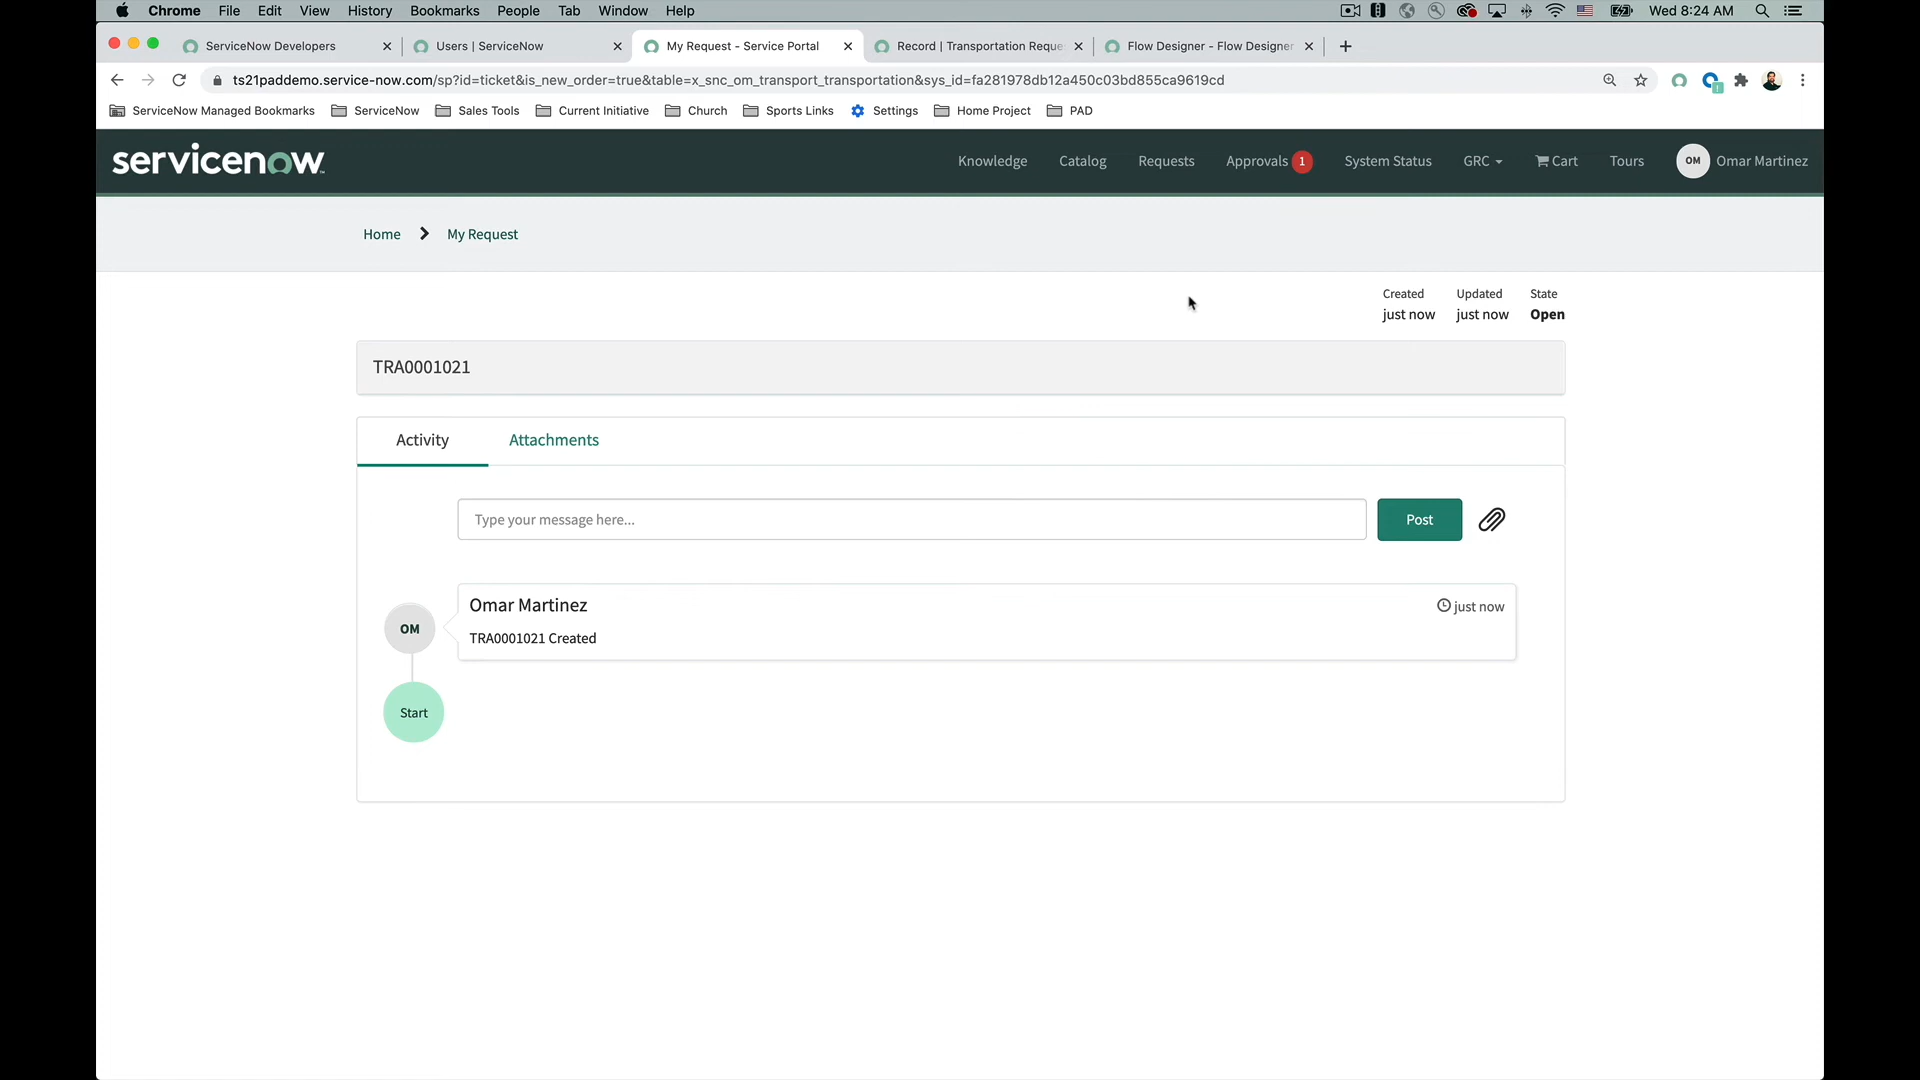 Chrome File Edit View History Bookmarks People Tab Window Help Wed 8:24 AM
ServiceNow Developers Users | ServiceNow My Request - Service Portal Record | Transportation Reque Flow Designer - Flow Designer
ts21paddemo.service-now.com/sp?id=ticket&is_new_order=true&table=x_snc_om_transport_transportation&sys_id=fa281978db12a450c03bd855ca9619cd
ServiceNow Managed Bookmarks ServiceNow Sales Tools Current Initiative Church Sports Links Settings Home Project PAD
servicenow Knowledge Catalog Requests Approvals 1 System Status GRC Cart Tours OM Omar Martinez
Home My Request
Created Updated State
just now just now Open
TRA0001021
Activity Attachments
Type your message here... Post
Omar Martinez just now
OM
TRA0001021 Created
Start